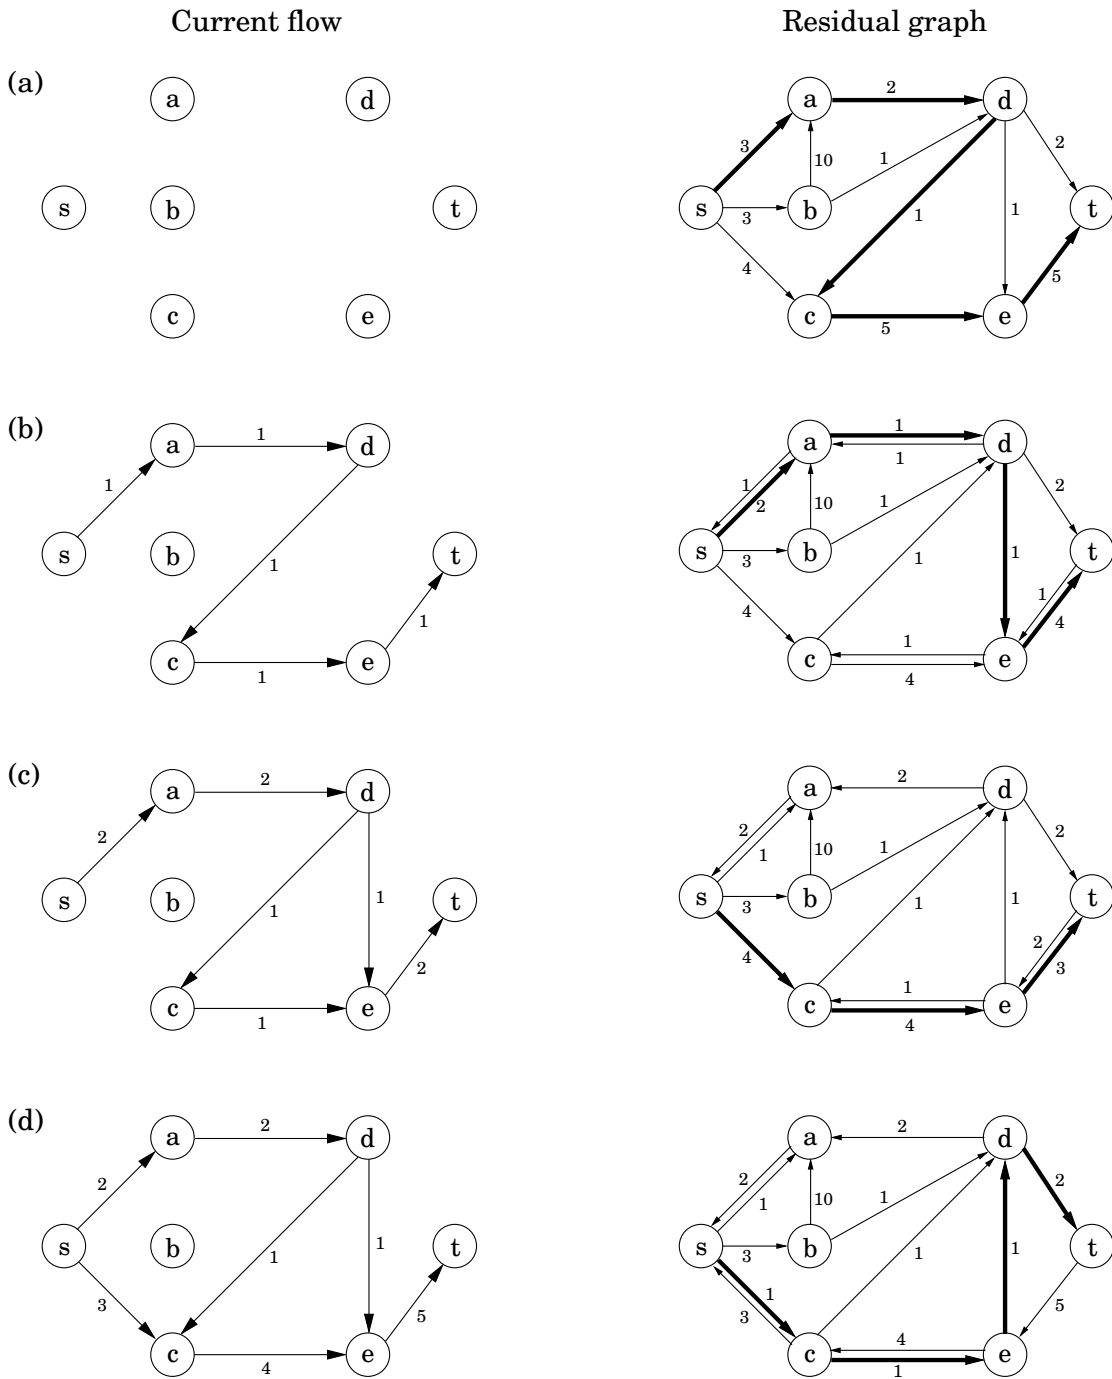 Current flow Residual graph
(a)
a d a 2 d
3 10 1 2
s b t s 3 b 1 1 t
4 5
c e c 5 e
(b)
a 1 d a 1 d
1
1 1 2 10 1 2
s b 1 t s 3 b 1 1 t
1 4 1 4
c 1 e c 1 e
4
(c)
a 2 d a 2 d
2 2 1 10 1 2
s b 1 1 t s 3 b 1 1 t
2 4 2 3
c 1 e c 1 e
4
(d)
a 2 d a 2 d
2 2 1 10 1 2
s b 1 1 t s 3 b 1 1 t
3 5 1 3 5
c 4 e c 4 e
1